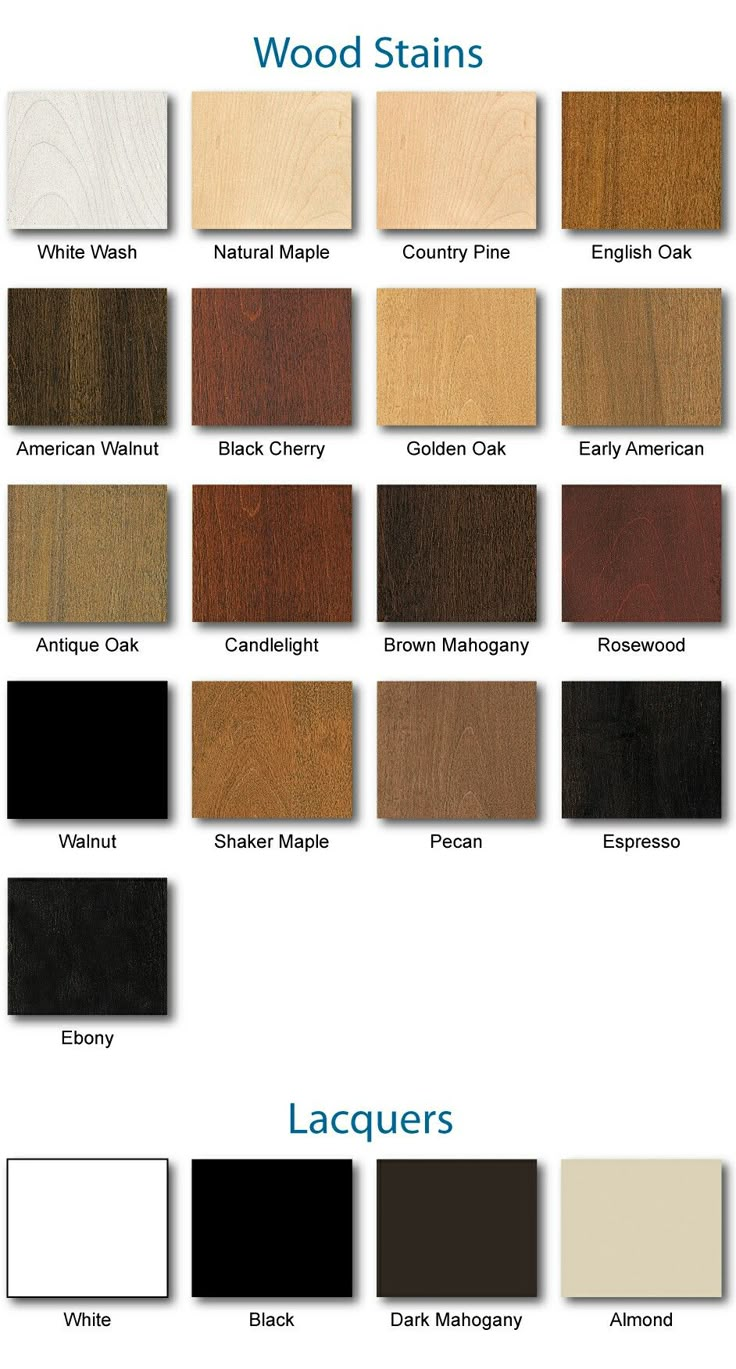 Wood Stains
White Wash
Natural Maple
Country Pine
English Oak
American Walnut
Black Cherry
Golden Oak
Early American
Antique Oak
Candlelight
Brown Mahogany
Rosewood
Walnut
Shaker Maple
Pecan
Espresso
Ebony
Lacquers
White
Black
Dark Mahogany
Almond